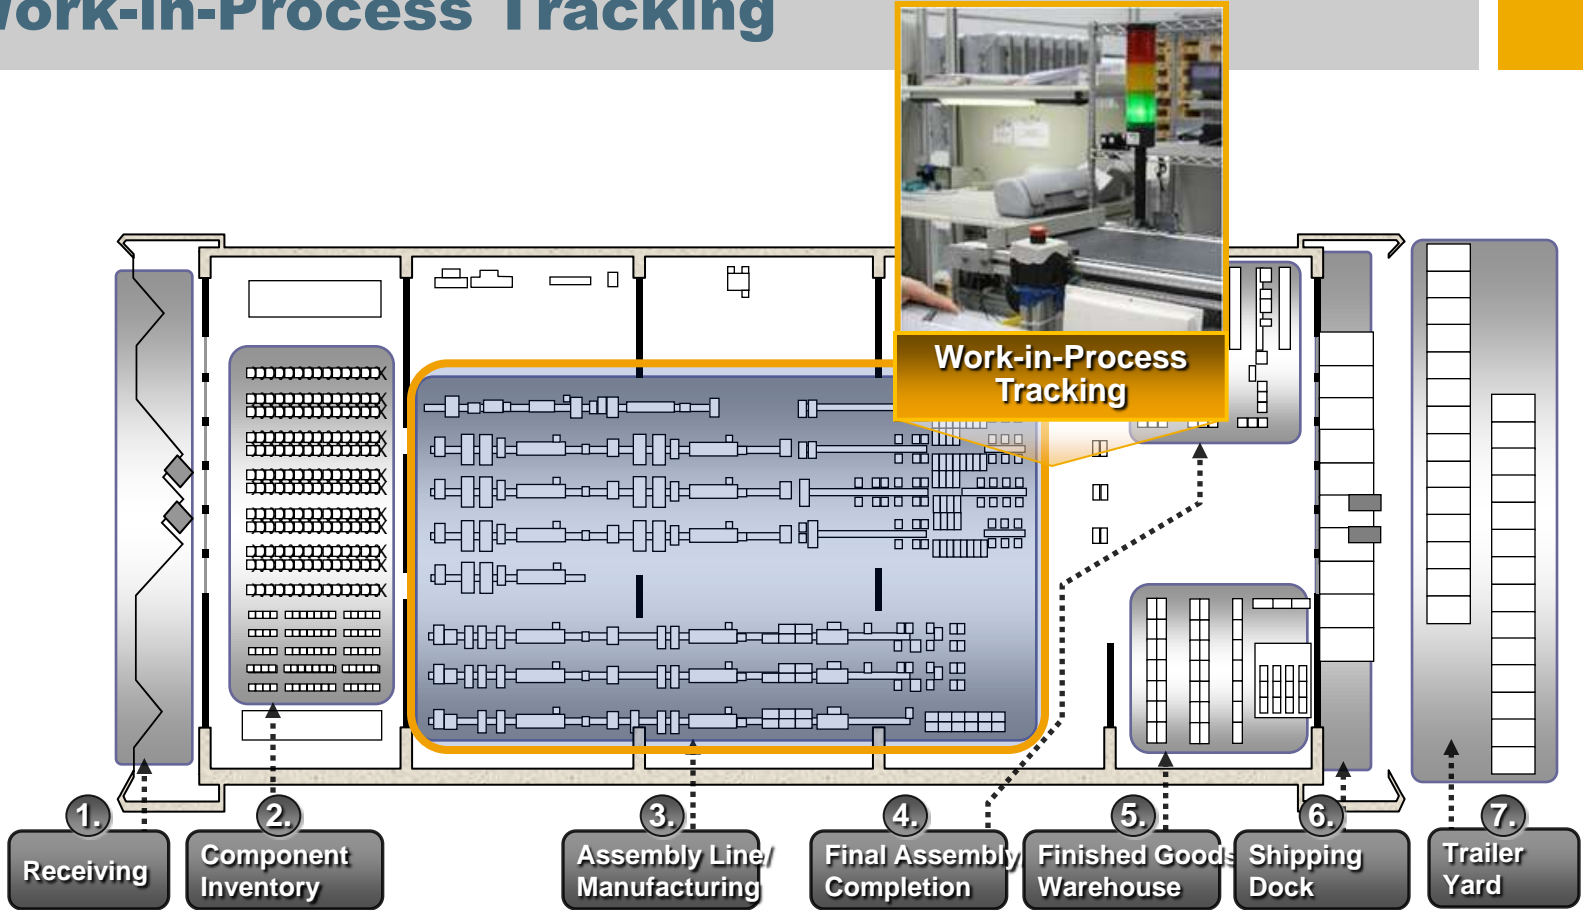 Work-in-Process Tracking
Work-in-Process
Tracking
1.
Receiving
2.
Component
Inventory
3.
Assembly Line/
Manufacturing
4.
Final Assembly
Completion
5.
Finished Goods
Warehouse
6.
Shipping
Dock
7.
Trailer
Yard